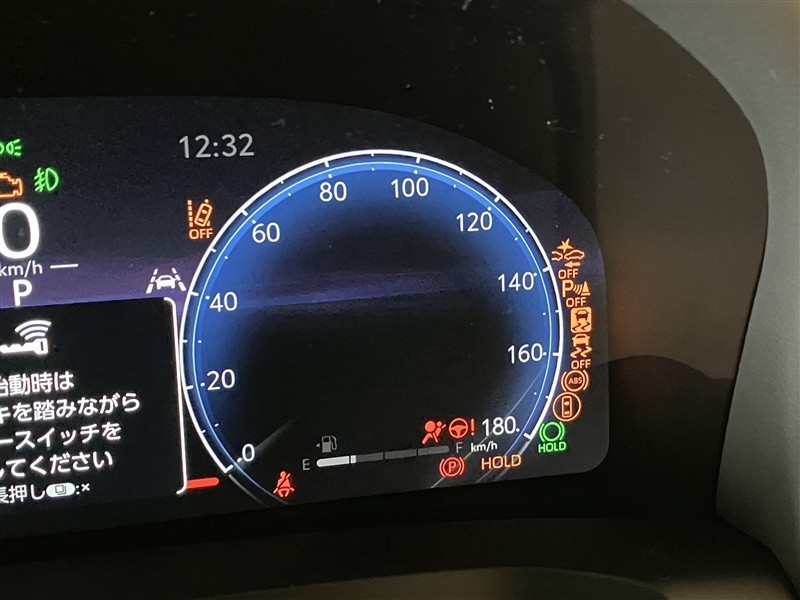 12:32
0
km/h
P
動時は
キを踏みながら
ースイッチを
てください
長押し :×
OFF
0
20
40
60
80
100
120
140
160
180
km/h
E
F
P
HOLD
OFF
P
OFF
OFF
ABS
HOLD